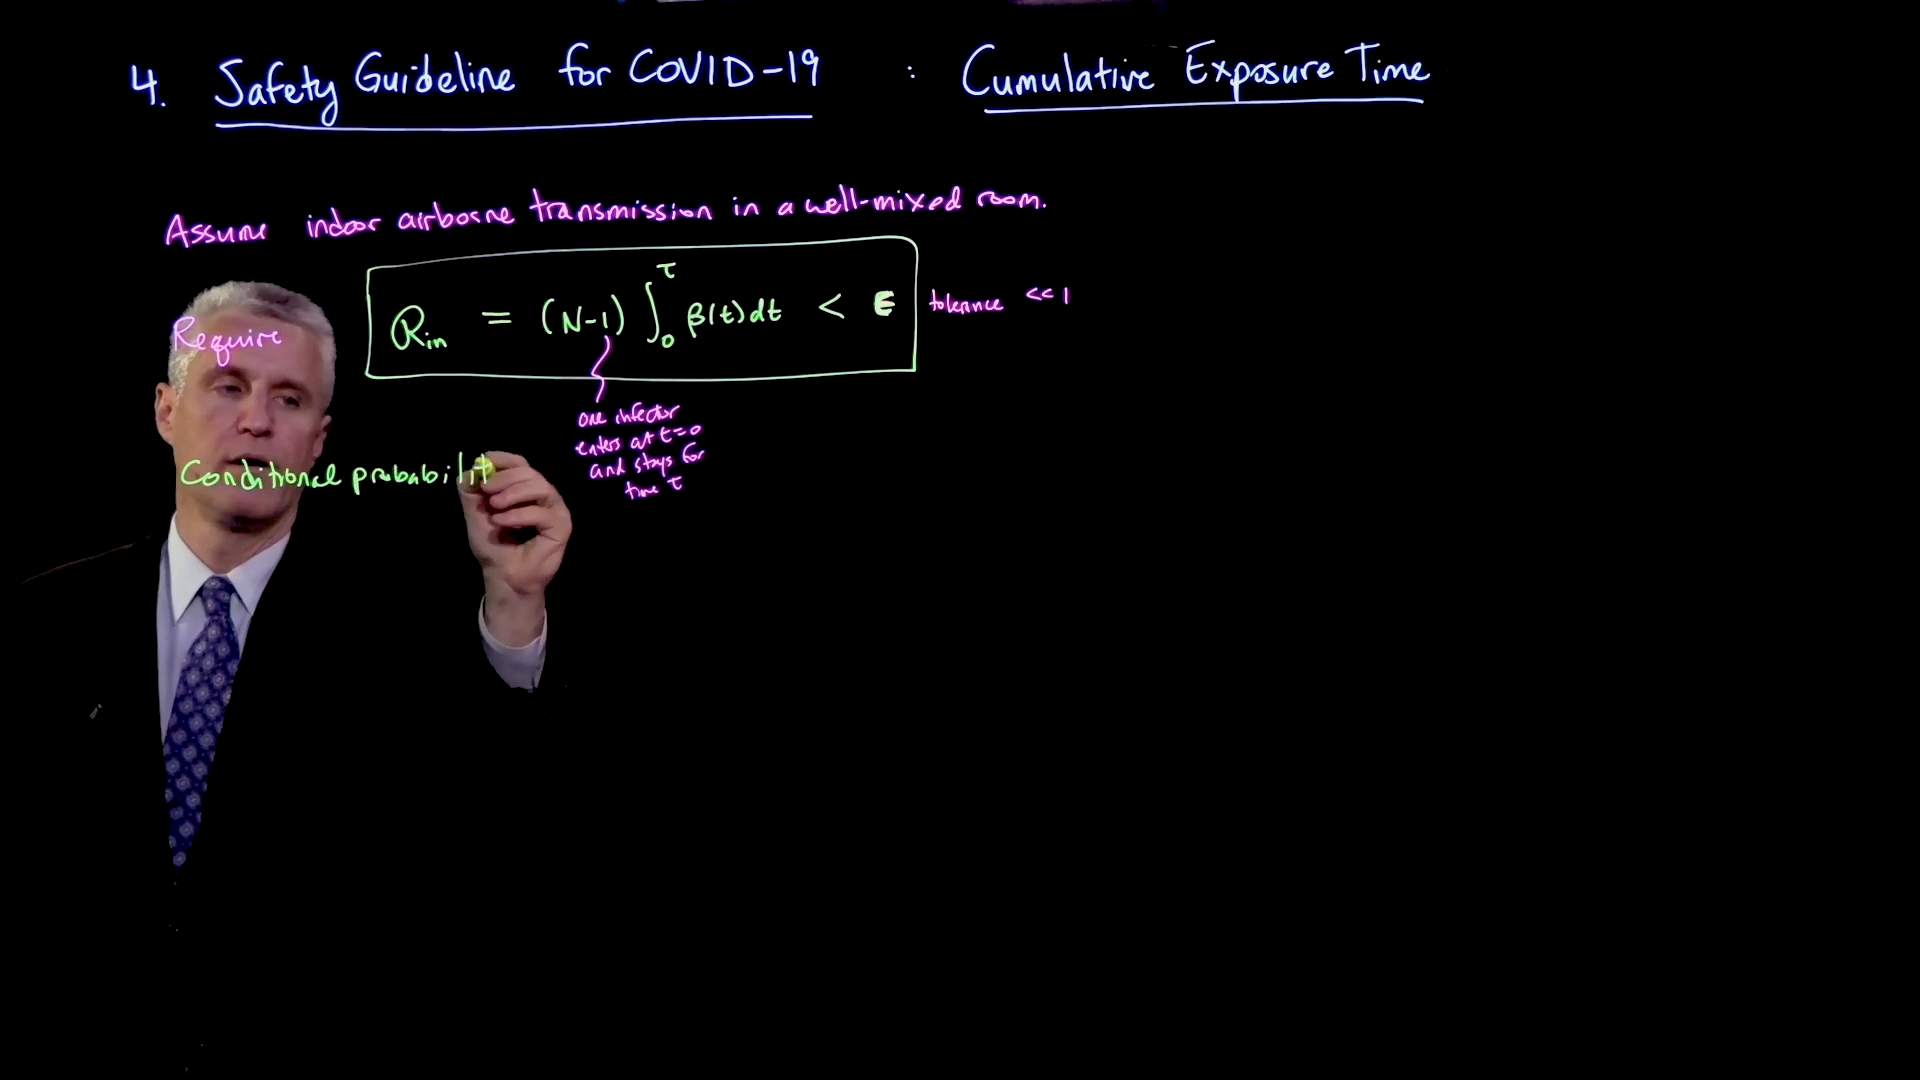 4. Safety Guideline for COVID-19 : Cumulative Exposure Time
Assume indoor airborne transmission in a well-mixed room.
Require R_in = (N-1) ∫_0^τ β(t)dt < ε tolerance << 1
one infector
enters at t=0
and stays for
time τ
Conditional probabilit